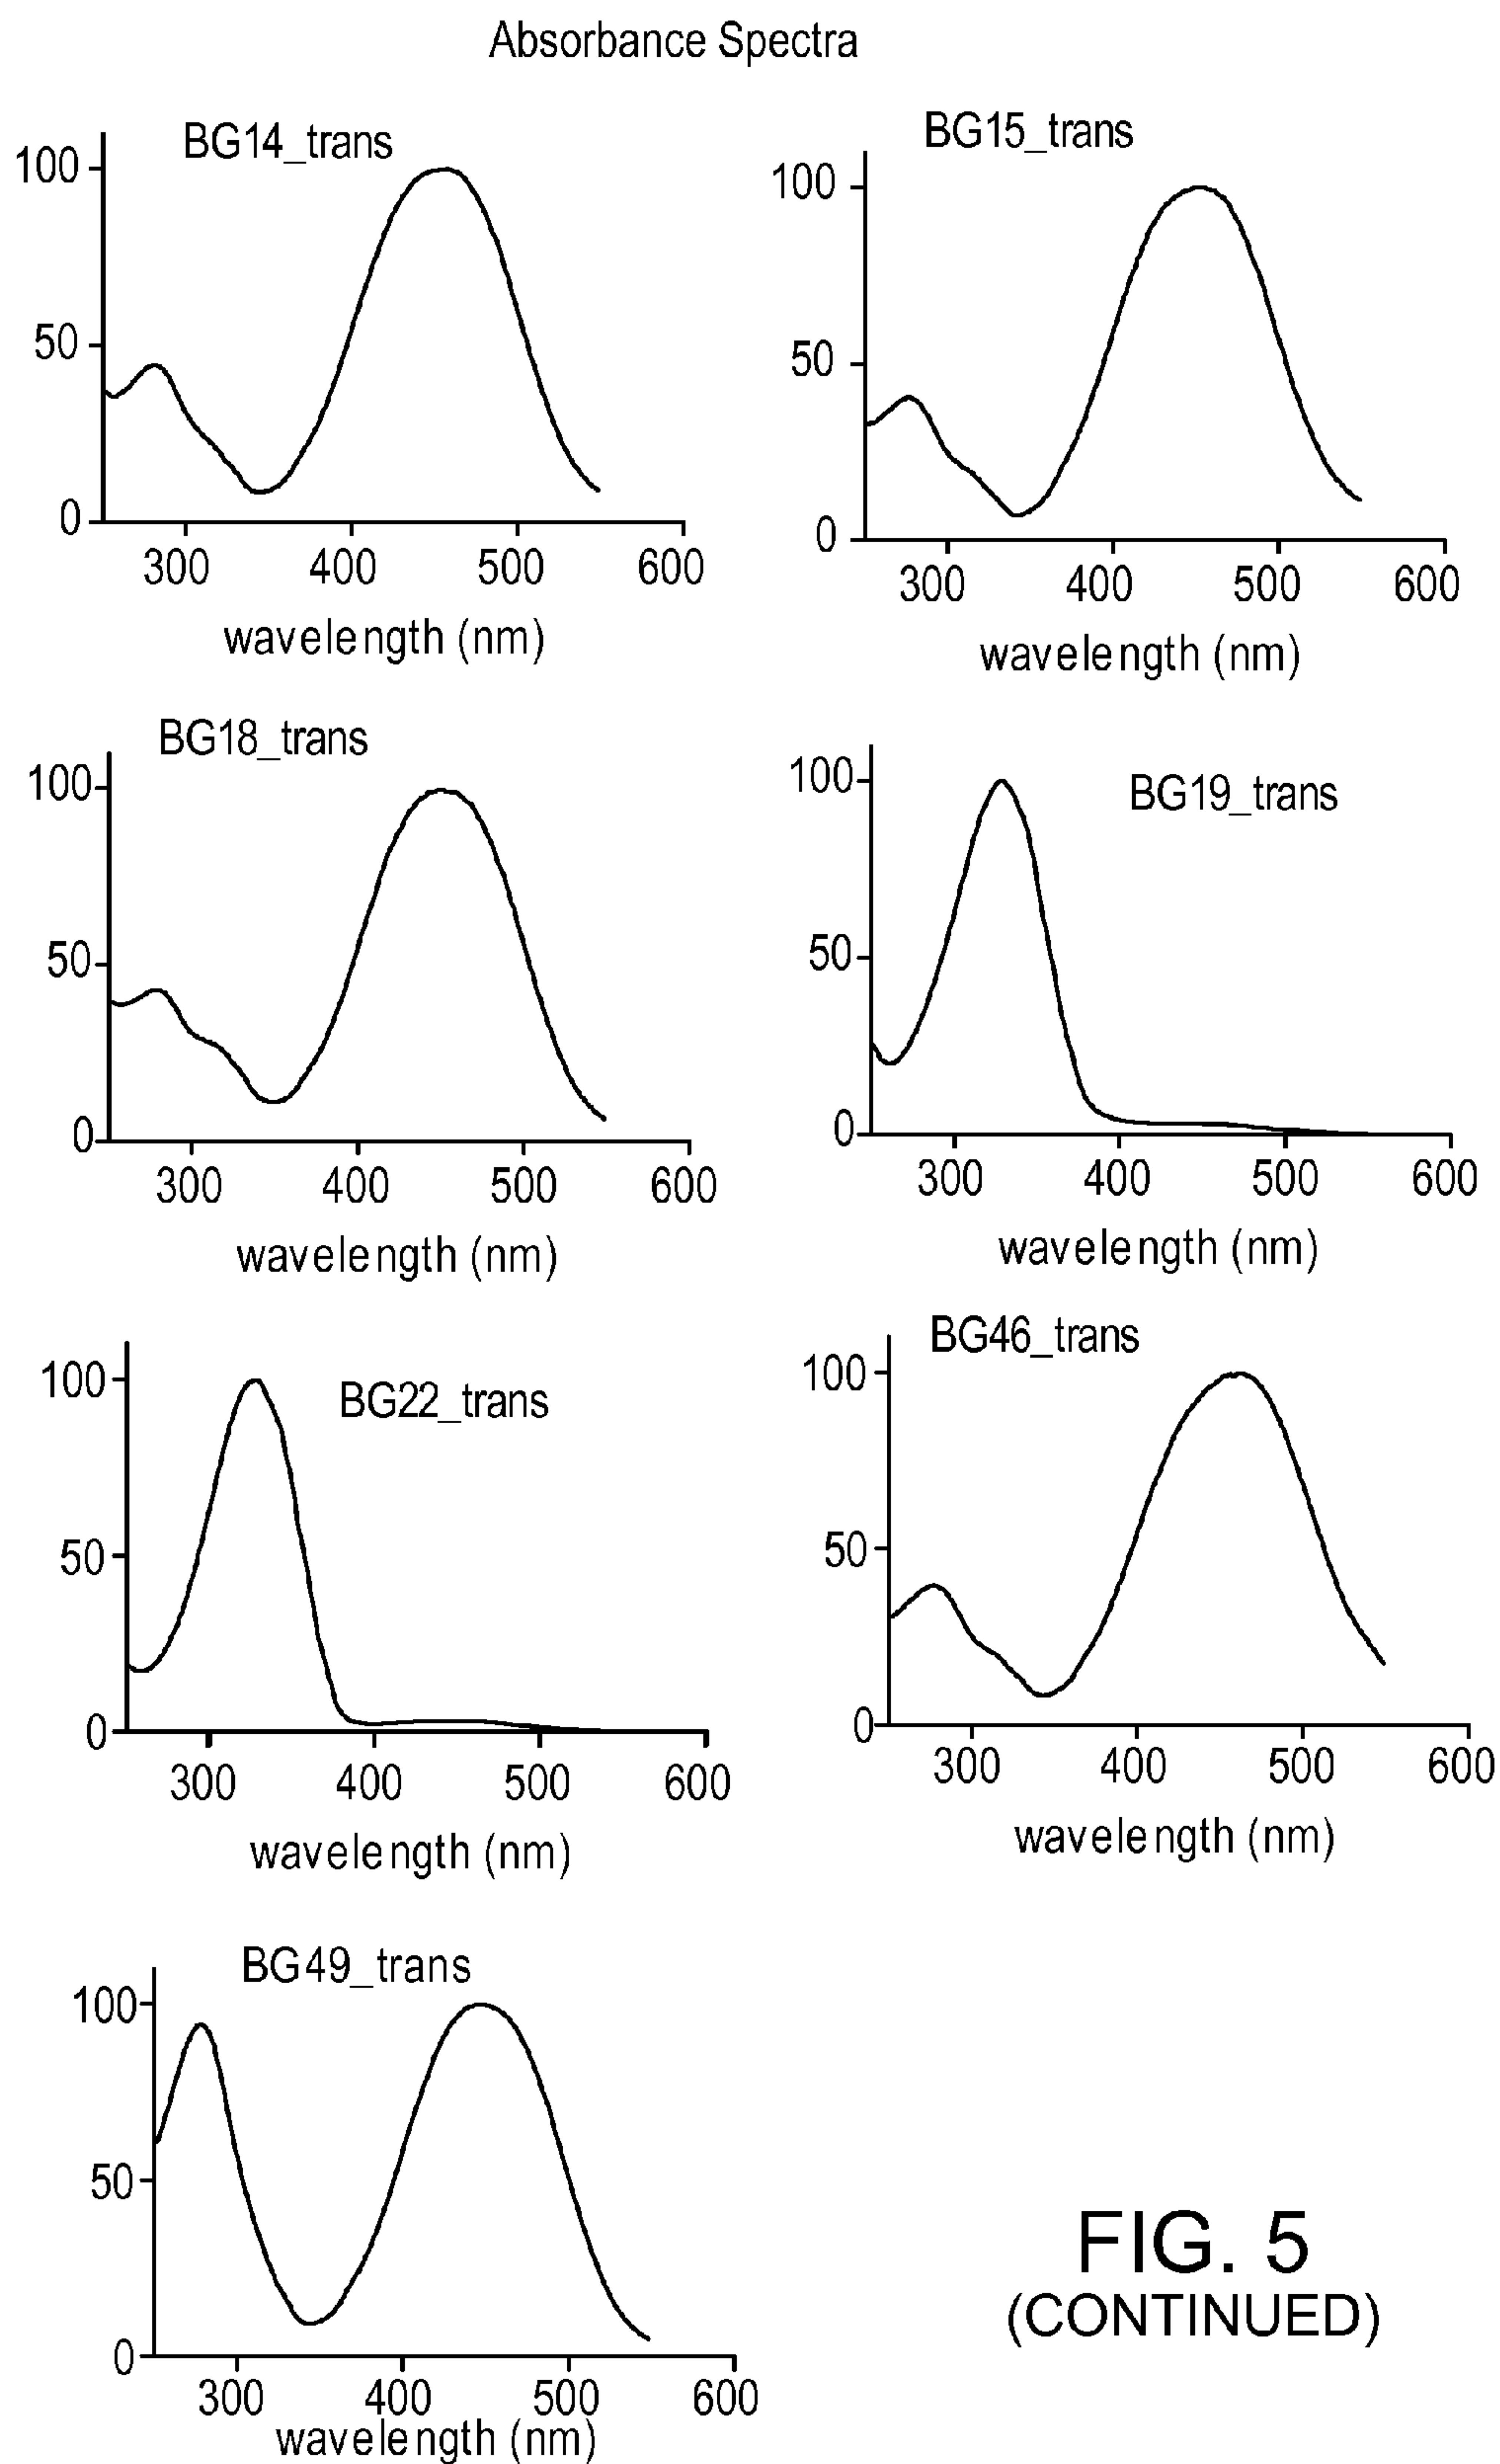 Absorbance Spectra
BG14_trans
100
50
0
300 400 500 600
wavelength (nm)
BG15_trans
100
50
0
300 400 500 600
wavelength (nm)
BG18_trans
100
50
0
300 400 500 600
wavelength (nm)
BG19_trans
100
50
0
300 400 500 600
wavelength (nm)
BG22_trans
100
50
0
300 400 500 600
wavelength (nm)
BG46_trans
100
50
0
300 400 500 600
wavelength (nm)
BG49_trans
100
50
0
300 400 500 600
wavelength (nm)
FIG. 5
(CONTINUED)